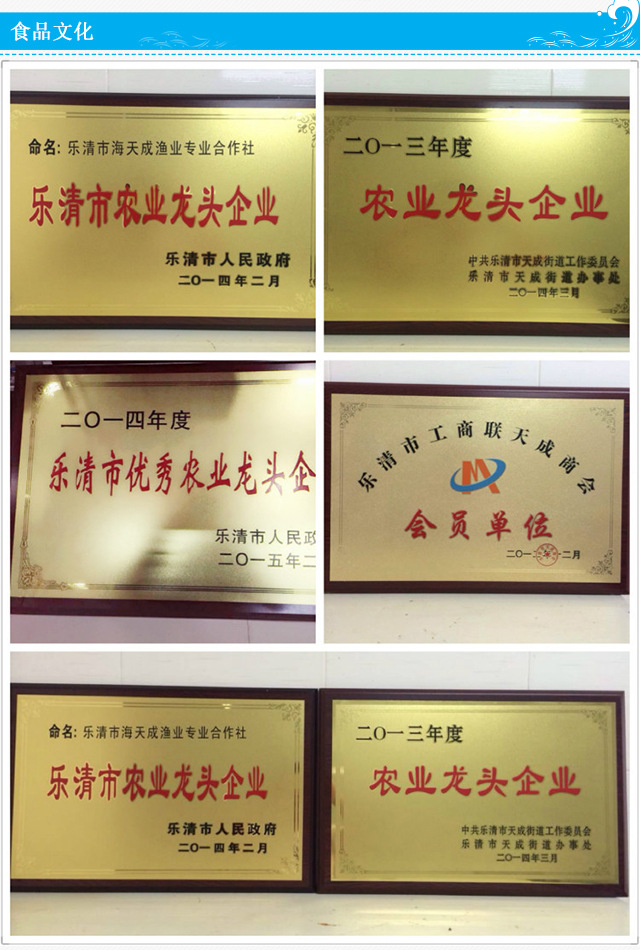 食品文化
命名: 乐清市海天成渔业专业合作社
乐清市农业龙头企业
乐清市人民政府
二〇一四年二月
二〇一三年度
农业龙头企业
中共乐清市天成街道工作委员会
乐清市天成街道办事处
二〇一四年三月
二〇一四年度
乐清市优秀农业龙头企
乐清市人民政
二〇一五年二
乐清市工商联天成商会
会员单位
二〇一 二月
命名: 乐清市海天成渔业专业合作社
乐清市农业龙头企业
乐清市人民政府
二〇一四年二月
二〇一三年度
农业龙头企业
中共乐清市天成街道工作委员会
乐清市天成街道办事处
二〇一四年三月